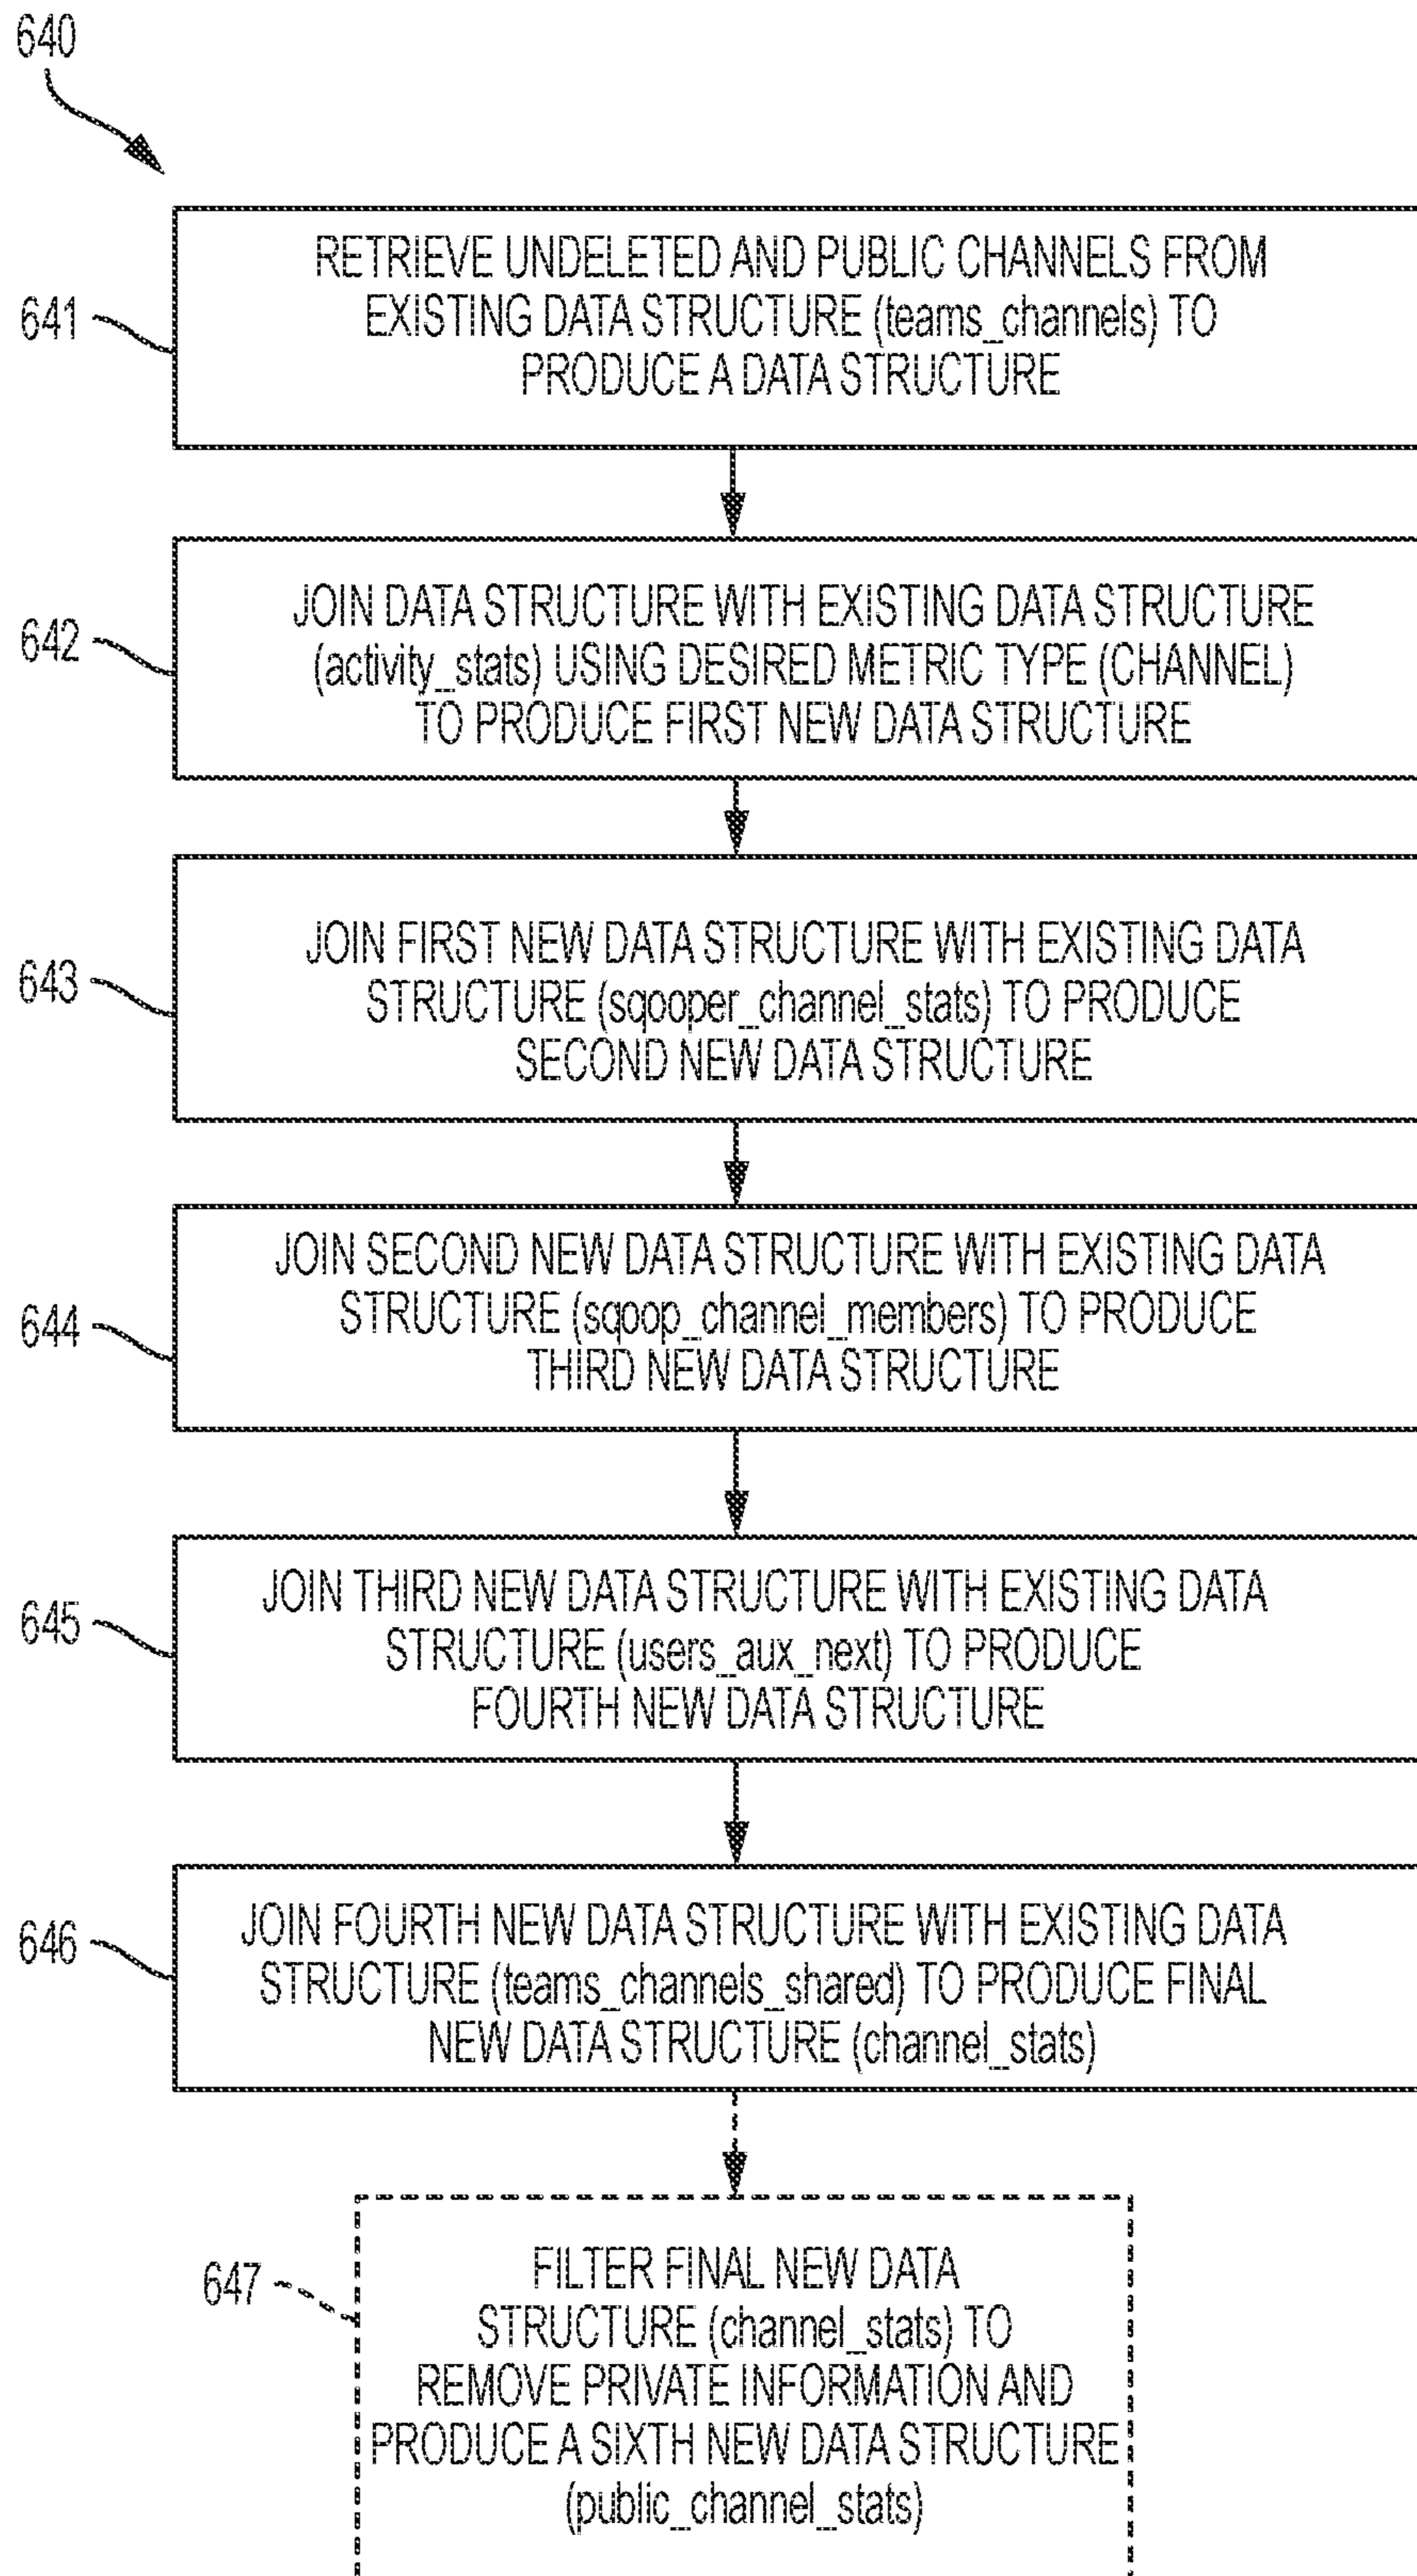 640
641
RETRIEVE UNDELETED AND PUBLIC CHANNELS FROM
EXISTING DATA STRUCTURE (teams_channels) TO
PRODUCE A DATA STRUCTURE
642
JOIN DATA STRUCTURE WITH EXISTING DATA STRUCTURE
(activity_stats) USING DESIRED METRIC TYPE (CHANNEL)
TO PRODUCE FIRST NEW DATA STRUCTURE
643
JOIN FIRST NEW DATA STRUCTURE WITH EXISTING DATA
STRUCTURE (sqooper_channel_stats) TO PRODUCE
SECOND NEW DATA STRUCTURE
644
JOIN SECOND NEW DATA STRUCTURE WITH EXISTING DATA
STRUCTURE (sqoop_channel_members) TO PRODUCE
THIRD NEW DATA STRUCTURE
645
JOIN THIRD NEW DATA STRUCTURE WITH EXISTING DATA
STRUCTURE (users_aux_next) TO PRODUCE
FOURTH NEW DATA STRUCTURE
646
JOIN FOURTH NEW DATA STRUCTURE WITH EXISTING DATA
STRUCTURE (teams_channels_shared) TO PRODUCE FINAL
NEW DATA STRUCTURE (channel_stats)
647
FILTER FINAL NEW DATA
STRUCTURE (channel_stats) TO
REMOVE PRIVATE INFORMATION AND
PRODUCE A SIXTH NEW DATA STRUCTURE
(public_channel_stats)